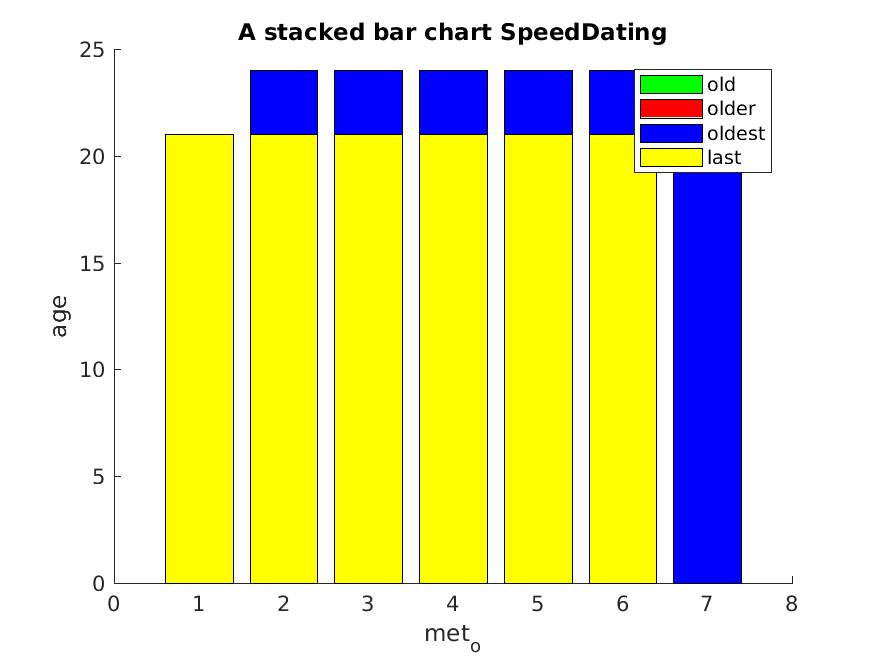 A stacked bar chart SpeedDating
25
20
15
10
5
0
age
old
older
oldest
last
0 1 2 3 4 5 6 7 8
met_o